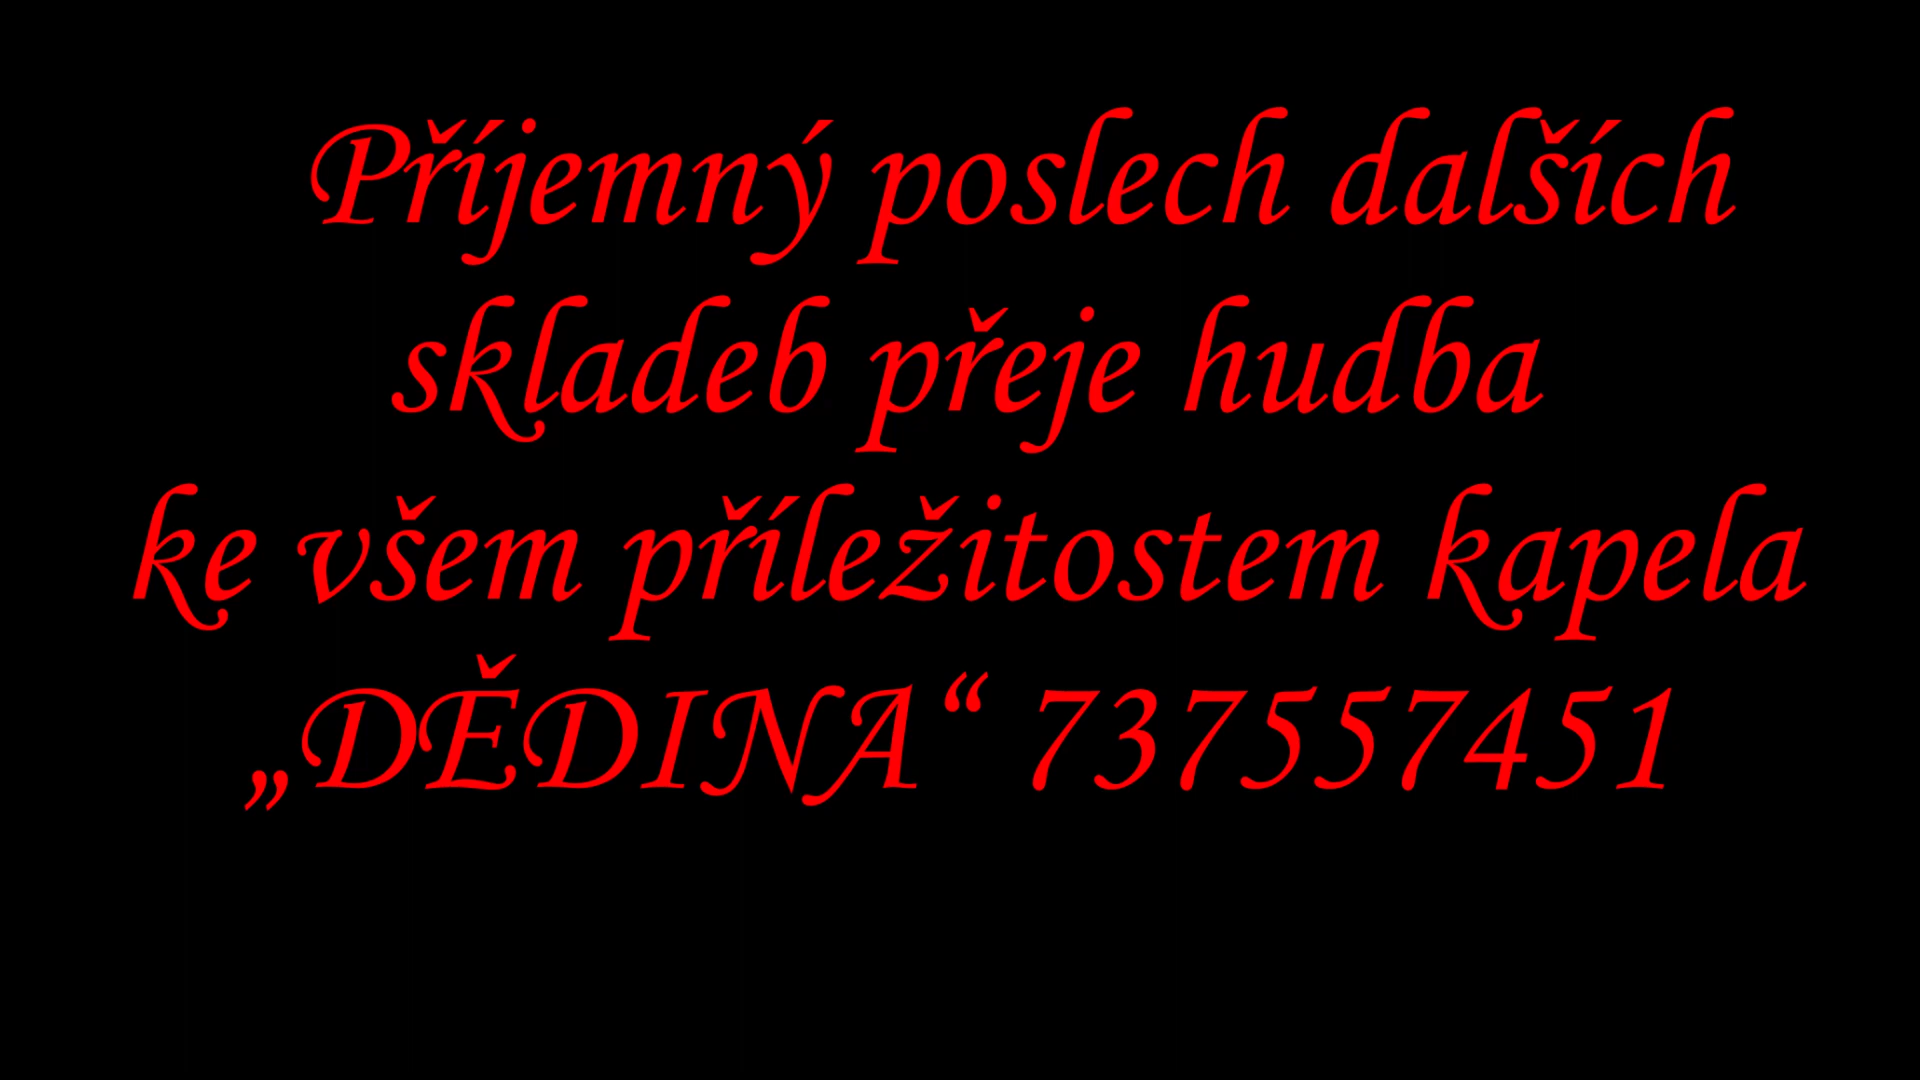 Příjemný poslech dalších
skladeb přeje hudba
ke všem příležitostem kapela
„DĚDINA“ 737557451